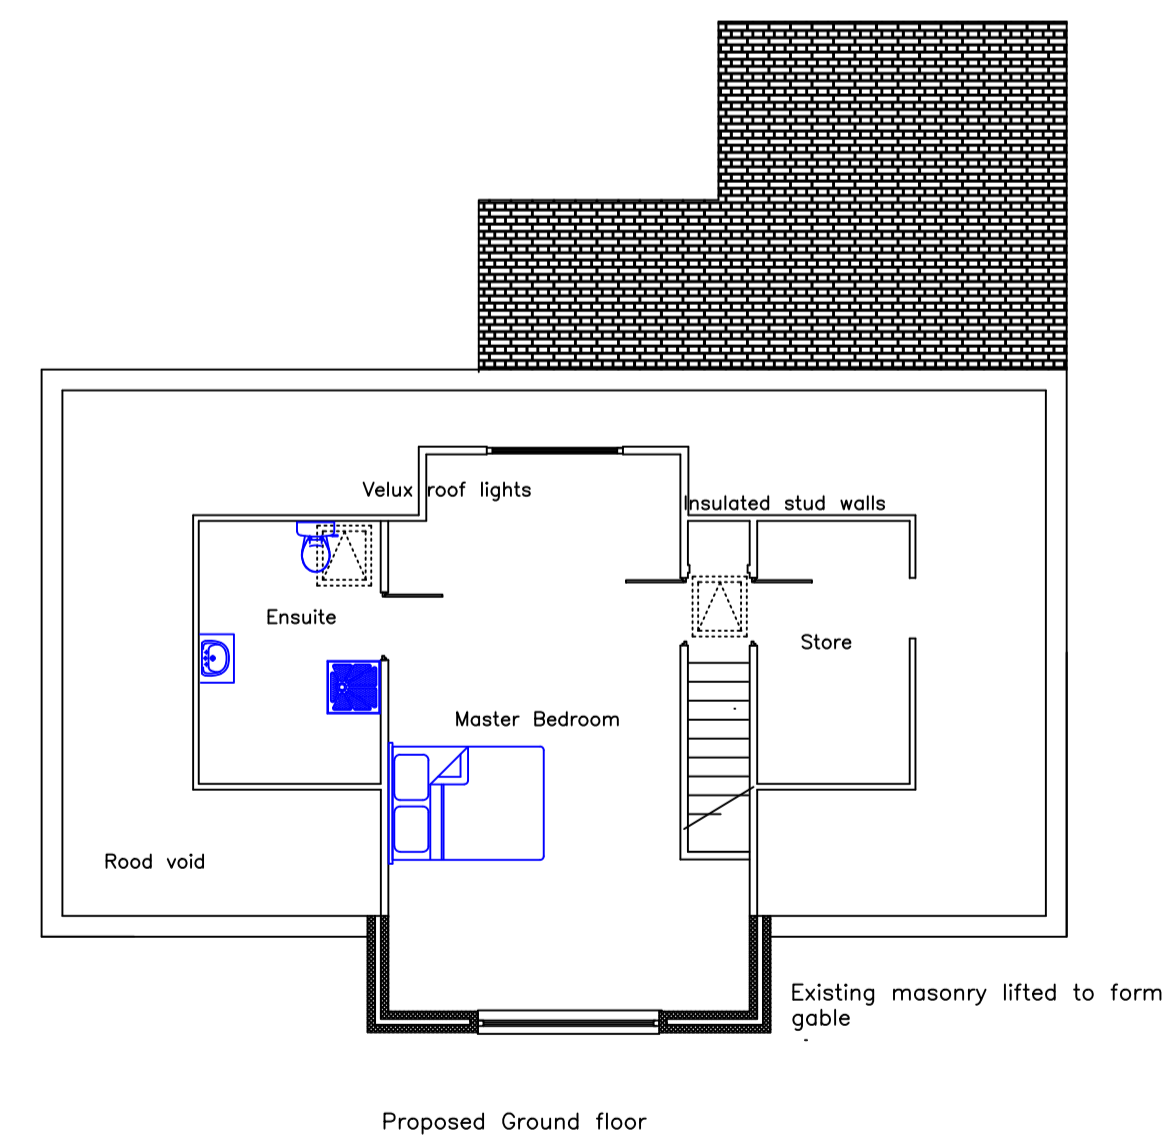 Velux roof lights
Insulated stud walls
Ensuite
Store
Master Bedroom
Rood void
Existing masonry lifted to form
gable
Proposed Ground floor